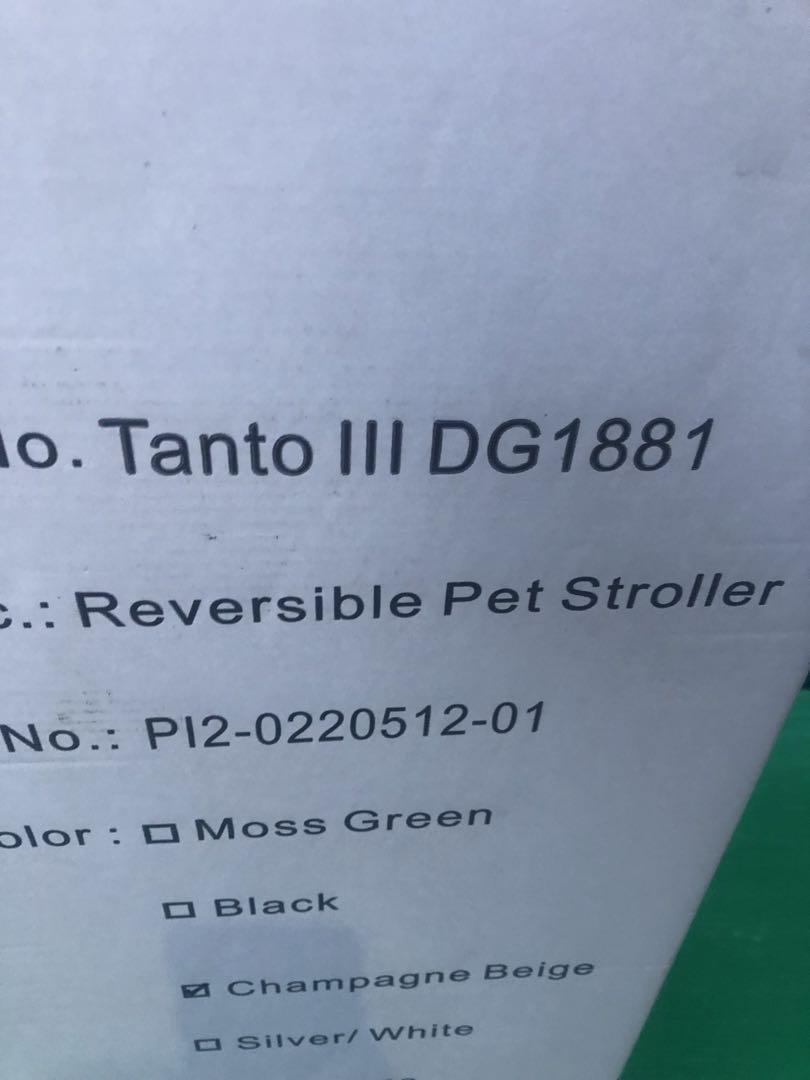 lo. Tanto III DG1881
c.: Reversible Pet Stroller
No.: PI2-0220512-01
olor : ☐ Moss Green
☐ Black
☑ Champagne Beige
☐ Silver/ White